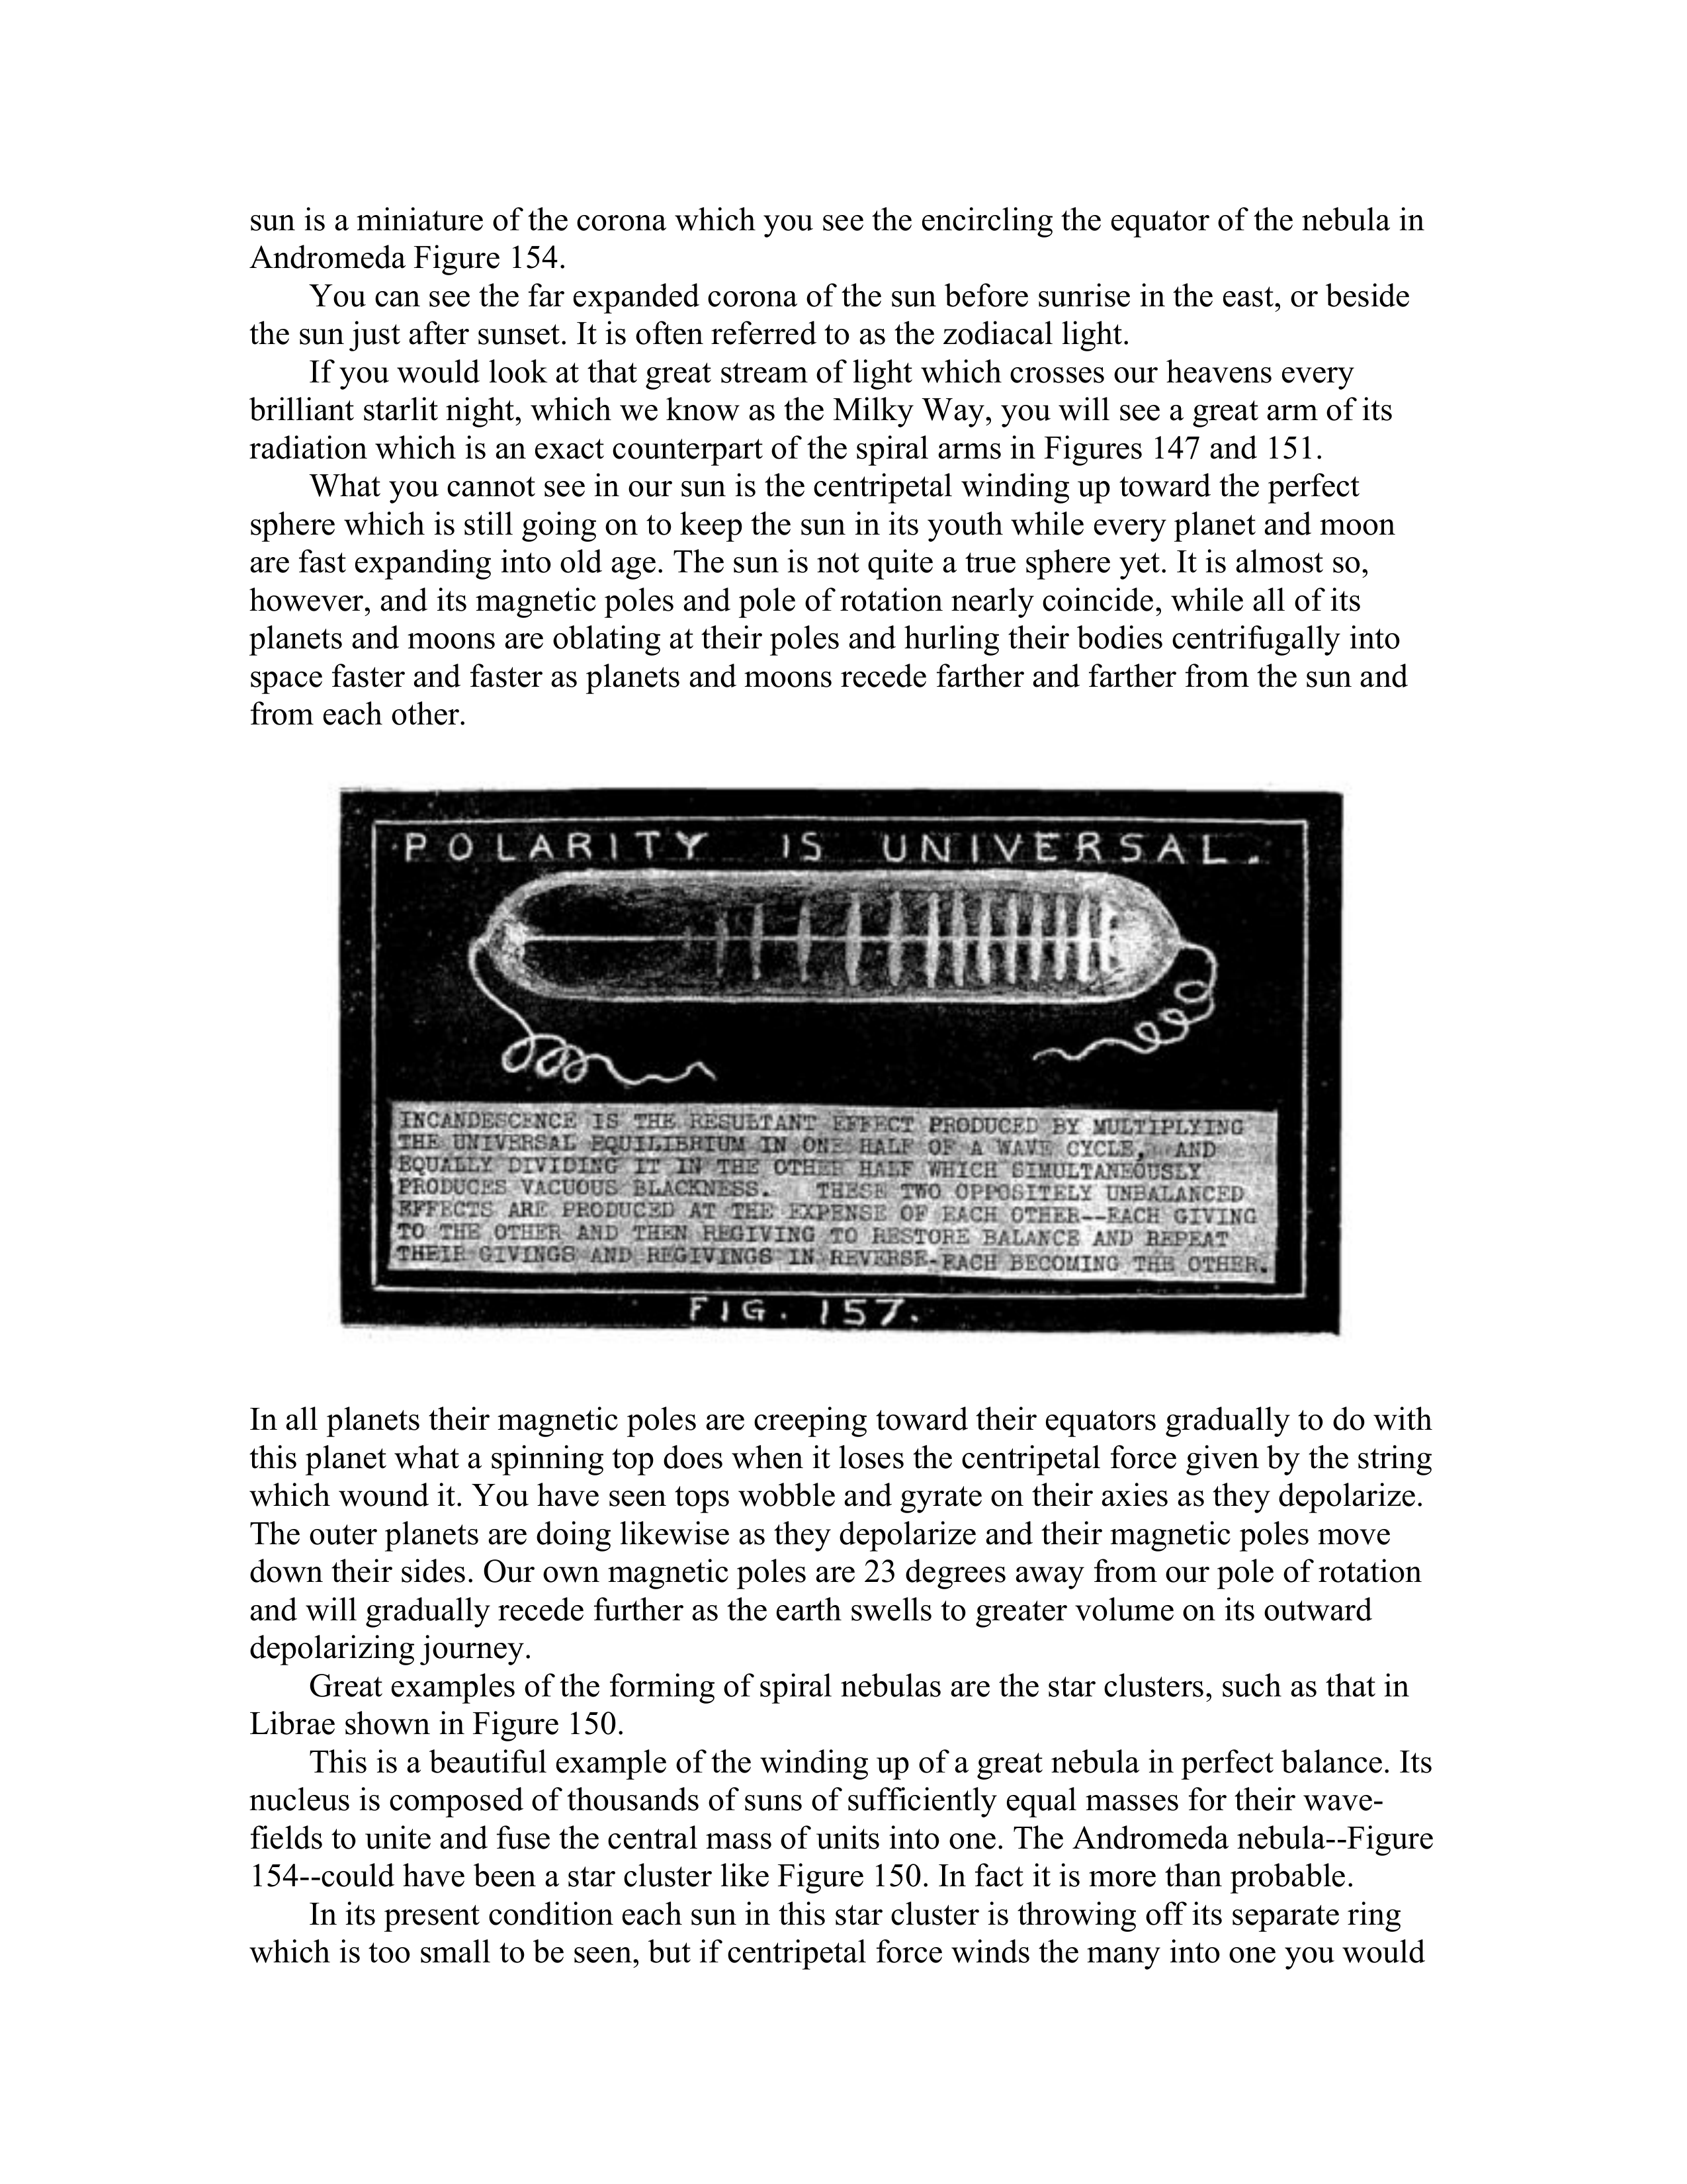 sun is a miniature of the corona which you see the encircling the equator of the nebula in
Andromeda Figure 154.
You can see the far expanded corona of the sun before sunrise in the east, or beside
the sun just after sunset. It is often referred to as the zodiacal light.
If you would look at that great stream of light which crosses our heavens every
brilliant starlit night, which we know as the Milky Way, you will see a great arm of its
radiation which is an exact counterpart of the spiral arms in Figures 147 and 151.
What you cannot see in our sun is the centripetal winding up toward the perfect
sphere which is still going on to keep the sun in its youth while every planet and moon
are fast expanding into old age. The sun is not quite a true sphere yet. It is almost so,
however, and its magnetic poles and pole of rotation nearly coincide, while all of its
planets and moons are oblating at their poles and hurling their bodies centrifugally into
space faster and faster as planets and moons recede farther and farther from the sun and
from each other.
POLARITY IS UNIVERSAL.
INCANDESCENCE IS THE RESULTANT EFFECT PRODUCED BY MULTIPLYING
THE UNIVERSAL EQUILIBRIUM IN ONE HALF OF A WAVE CYCLE, AND
EQUALLY DIVIDING IT IN THE OTHER HALF WHICH SIMULTANEOUSLY
PRODUCES VACUOUS BLACKNESS. THESE TWO OPPOSITELY UNBALANCED
EFFECTS ARE PRODUCED AT THE EXPENSE OF EACH OTHER--EACH GIVING
TO THE OTHER AND THEN REGIVING TO RESTORE BALANCE AND REPEAT
THEIR GIVINGS AND REGIVINGS IN REVERSE-EACH BECOMING THE OTHER.
FIG. 157.
In all planets their magnetic poles are creeping toward their equators gradually to do with
this planet what a spinning top does when it loses the centripetal force given by the string
which wound it. You have seen tops wobble and gyrate on their axies as they depolarize.
The outer planets are doing likewise as they depolarize and their magnetic poles move
down their sides. Our own magnetic poles are 23 degrees away from our pole of rotation
and will gradually recede further as the earth swells to greater volume on its outward
depolarizing journey.
Great examples of the forming of spiral nebulas are the star clusters, such as that in
Librae shown in Figure 150.
This is a beautiful example of the winding up of a great nebula in perfect balance. Its
nucleus is composed of thousands of suns of sufficiently equal masses for their wave-
fields to unite and fuse the central mass of units into one. The Andromeda nebula--Figure
154--could have been a star cluster like Figure 150. In fact it is more than probable.
In its present condition each sun in this star cluster is throwing off its separate ring
which is too small to be seen, but if centripetal force winds the many into one you would